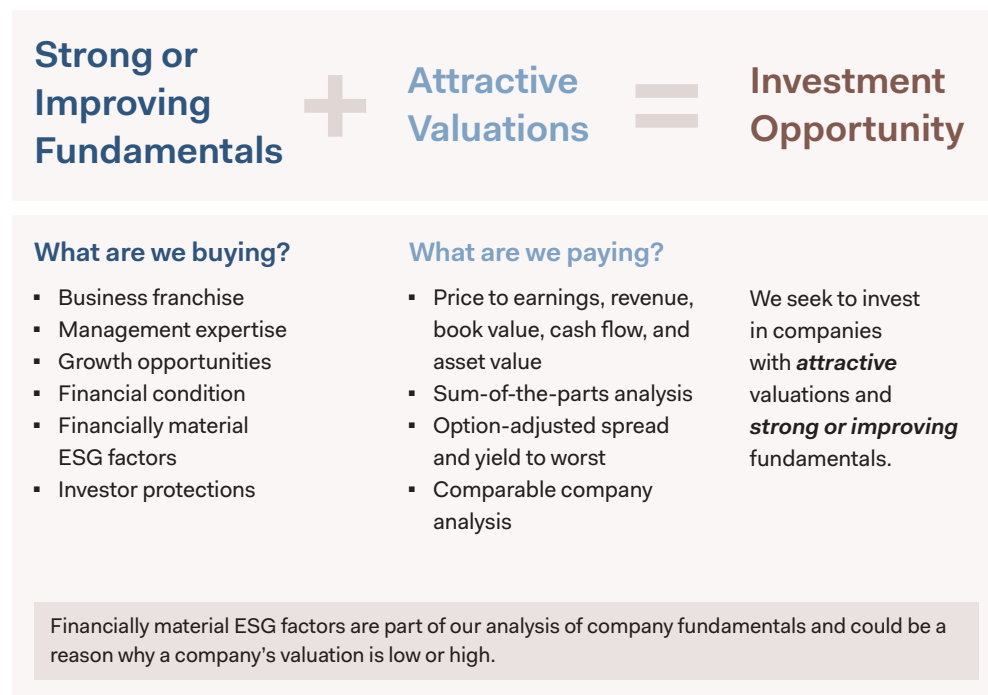 Strong or
Improving
Fundamentals
+
Attractive
Valuations
=
Investment
Opportunity
What are we buying?
▪ Business franchise
▪ Management expertise
▪ Growth opportunities
▪ Financial condition
▪ Financially material
ESG factors
▪ Investor protections
What are we paying?
▪ Price to earnings, revenue,
book value, cash flow, and
asset value
▪ Sum-of-the-parts analysis
▪ Option-adjusted spread
and yield to worst
▪ Comparable company
analysis
We seek to invest
in companies
with attractive
valuations and
strong or improving
fundamentals.
Financially material ESG factors are part of our analysis of company fundamentals and could be a
reason why a company’s valuation is low or high.